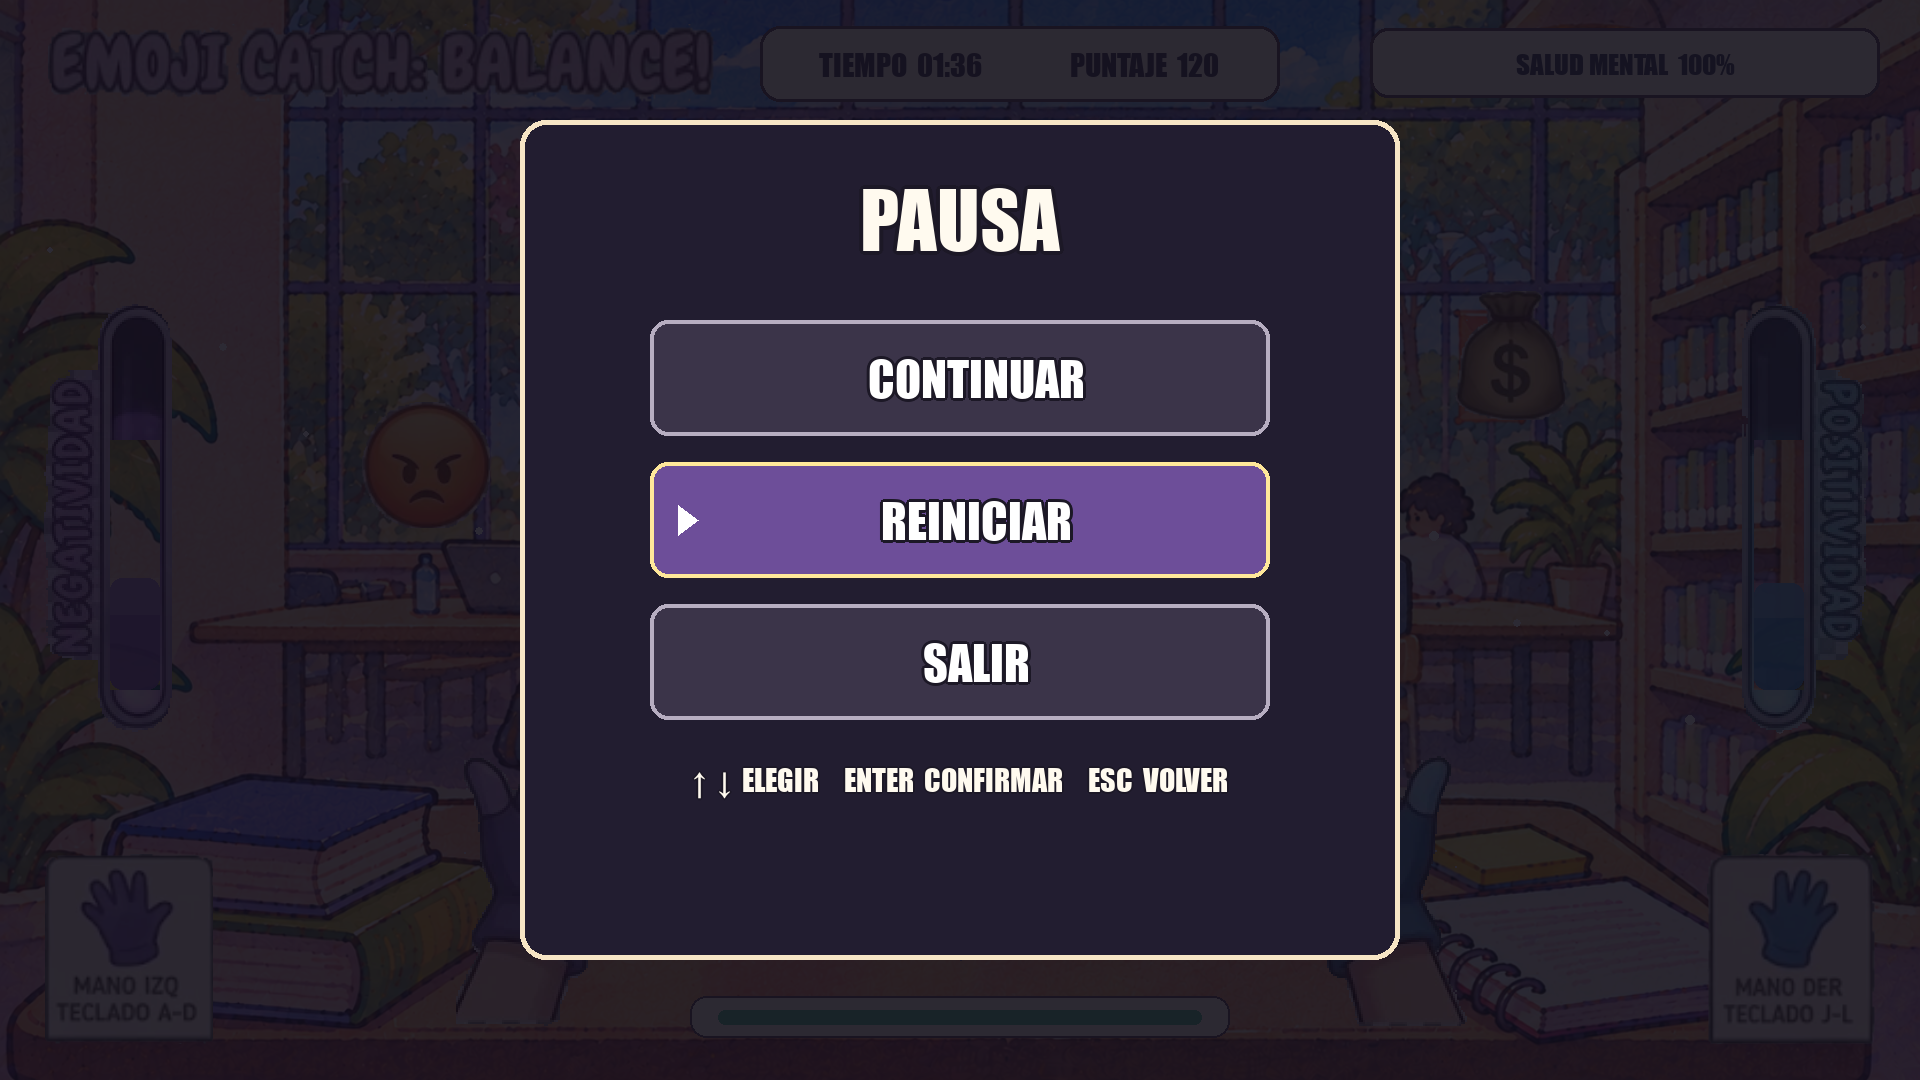 EMOJI CATCH: BALANCE!
TIEMPO 01:36 PUNTAJE 120
SALUD MENTAL 100%
PAUSA
CONTINUAR
REINICIAR
SALIR
↑ ↓ ELEGIR ENTER CONFIRMAR ESC VOLVER
NEGATIVIDAD
POSITIVIDAD
$
MANO IZQ
TECLADO A-D
MANO DER
TECLADO J-L